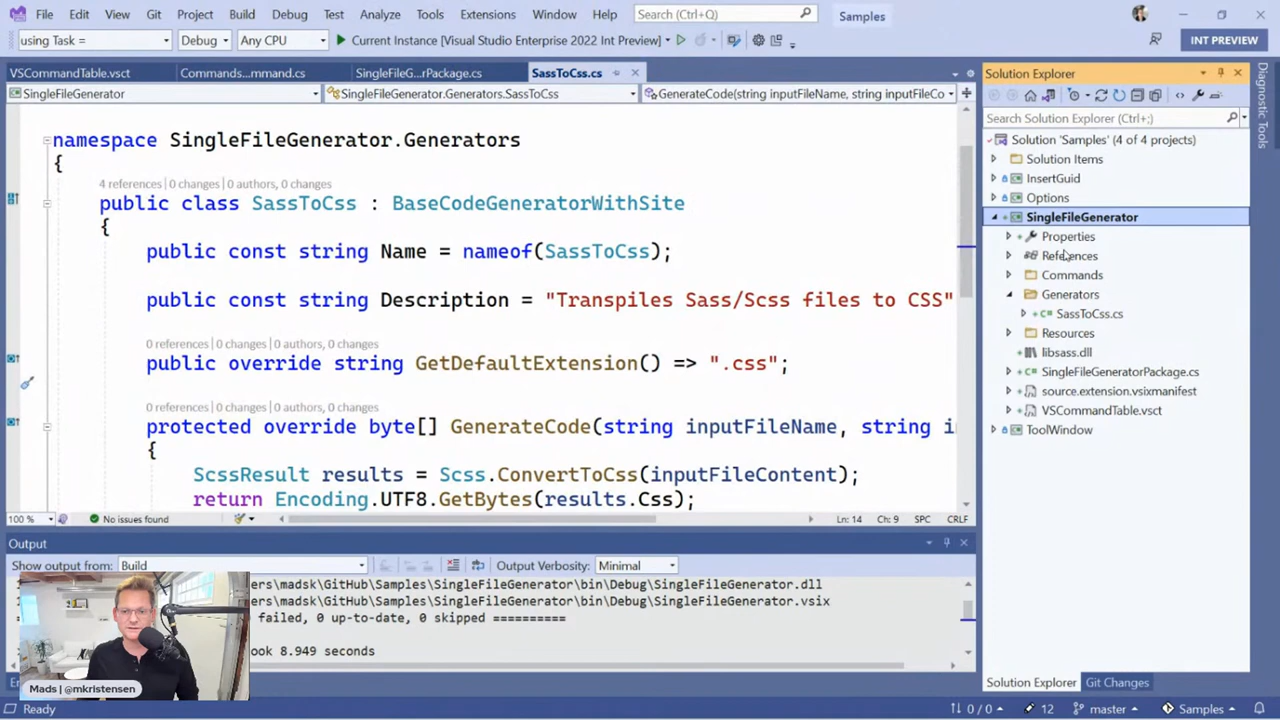 File Edit View Git Project Build Debug Test Analyze Tools Extensions Window Help Search (Ctrl+Q) Samples
using Task = Debug Any CPU Current Instance [Visual Studio Enterprise 2022 Int Preview] INT PREVIEW
VSCommandTable.vsct Commands...mmand.cs SingleFileG...rPackage.cs SassToCss.cs
SingleFileGenerator SingleFileGenerator.Generators.SassToCss GenerateCode(string inputFileName, string inputFileCo
namespace SingleFileGenerator.Generators
{
4 references | 0 changes | 0 authors, 0 changes
public class SassToCss : BaseCodeGeneratorWithSite
{
public const string Name = nameof(SassToCss);
public const string Description = "Transpiles Sass/Scss files to CSS"
0 references | 0 changes | 0 authors, 0 changes
public override string GetDefaultExtension() => ".css";
0 references | 0 changes | 0 authors, 0 changes
protected override byte[] GenerateCode(string inputFileName, string i
{
ScssResult results = Scss.ConvertToCss(inputFileContent);
return Encoding.UTF8.GetBytes(results.Css);
100 % No issues found Ln: 14 Ch: 9 SPC CRLF
Output
Show output from: Build Output Verbosity: Minimal
ers\madsk\GitHub\Samples\SingleFileGenerator\bin\Debug\SingleFileGenerator.dll
ers\madsk\GitHub\Samples\SingleFileGenerator\bin\Debug\SingleFileGenerator.vsix
failed, 0 up-to-date, 0 skipped ==========
ook 8.949 seconds
Mads | @mkristensen
Solution Explorer
Search Solution Explorer (Ctrl+;)
Solution 'Samples' (4 of 4 projects)
Solution Items
InsertGuid
Options
SingleFileGenerator
Properties
References
Commands
Generators
SassToCss.cs
Resources
libsass.dll
SingleFileGeneratorPackage.cs
source.extension.vsixmanifest
VSCommandTable.vsct
ToolWindow
Solution Explorer Git Changes
Diagnostic Tools
Ready 0 / 0 12 master Samples